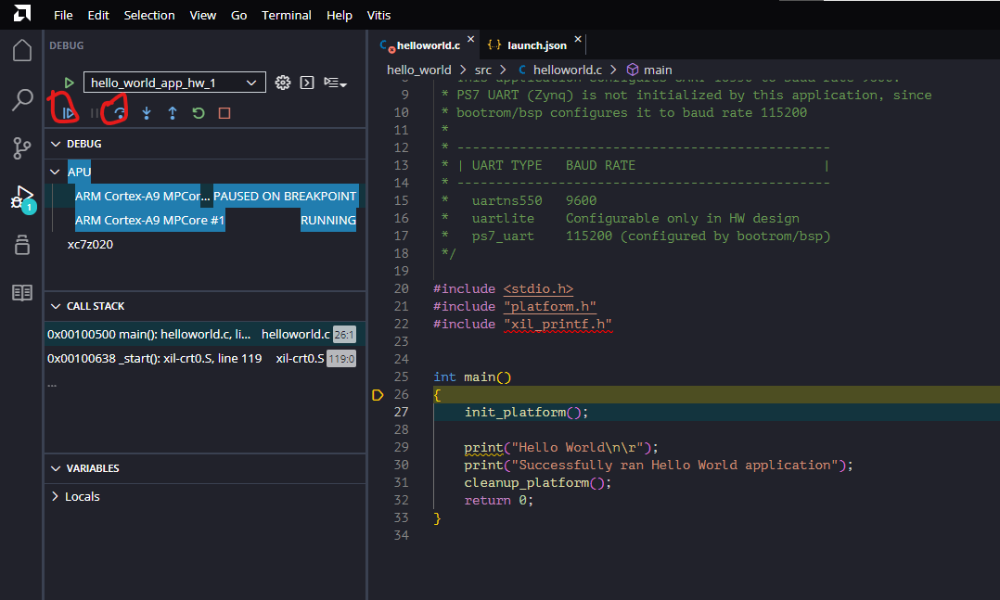 File Edit Selection View Go Terminal Help Vitis
DEBUG
hello_world_app_hw_1
DEBUG
APU
ARM Cortex-A9 MPCor... PAUSED ON BREAKPOINT
ARM Cortex-A9 MPCore #1 RUNNING
xc7z020
CALL STACK
0x00100500 main(): helloworld.c, li... helloworld.c 26:1
0x00100638 _start(): xil-crt0.S, line 119 xil-crt0.S 119:0
...
VARIABLES
Locals
1
C helloworld.c × {..} launch.json ×
hello_world > src > C helloworld.c > main
9 * PS7 UART (Zynq) is not initialized by this application, since
10 * bootrom/bsp configures it to baud rate 115200
11 *
12 * ------------------------------------------------
13 * | UART TYPE   BAUD RATE                        |
14 * ------------------------------------------------
15 *   uartns550   9600
16 *   uartlite    Configurable only in HW design
17 *   ps7_uart    115200 (configured by bootrom/bsp)
18 */
19
20 #include <stdio.h>
21 #include "platform.h"
22 #include "xil_printf.h"
23
24
25 int main()
26 {
27     init_platform();
28
29     print("Hello World\n\r");
30     print("Successfully ran Hello World application");
31     cleanup_platform();
32     return 0;
33 }
34